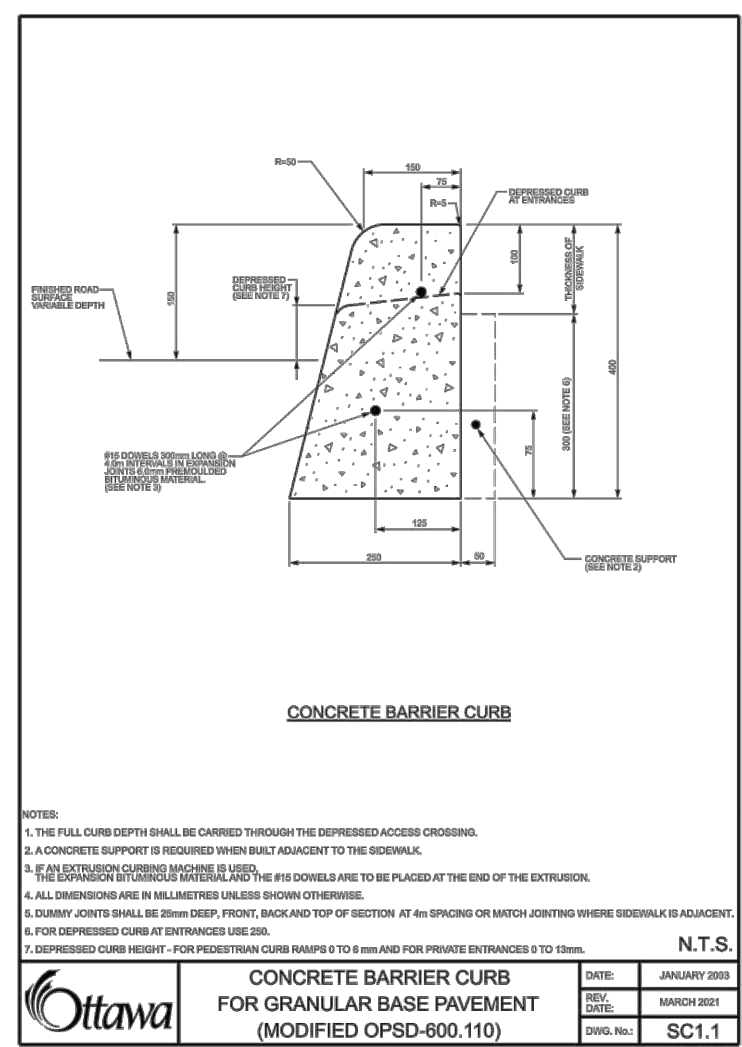 R=50
150
75
R=5
DEPRESSED CURB
AT ENTRANCES
FINISHED ROAD
SURFACE
VARIABLE DEPTH
150
DEPRESSED
CURB HEIGHT
(SEE NOTE 7)
100
THICKNESS OF
SIDEWALK
400
300 (SEE NOTE 6)
75
#15 DOWELS 300mm LONG @
4.0m INTERVALS IN EXPANSION
JOINTS 6.0mm PREMOULDED
BITUMINOUS MATERIAL.
(SEE NOTE 3)
125
250
50
CONCRETE SUPPORT
(SEE NOTE 2)
CONCRETE BARRIER CURB
NOTES:
1. THE FULL CURB DEPTH SHALL BE CARRIED THROUGH THE DEPRESSED ACCESS CROSSING.
2. A CONCRETE SUPPORT IS REQUIRED WHEN BUILT ADJACENT TO THE SIDEWALK.
3. IF AN EXTRUSION CURBING MACHINE IS USED,
THE EXPANSION BITUMINOUS MATERIAL AND THE #15 DOWELS ARE TO BE PLACED AT THE END OF THE EXTRUSION.
4. ALL DIMENSIONS ARE IN MILLIMETRES UNLESS SHOWN OTHERWISE.
5. DUMMY JOINTS SHALL BE 25mm DEEP, FRONT, BACK AND TOP OF SECTION AT 4m SPACING OR MATCH JOINTING WHERE SIDEWALK IS ADJACENT.
6. FOR DEPRESSED CURB AT ENTRANCES USE 250.
7. DEPRESSED CURB HEIGHT – FOR PEDESTRIAN CURB RAMPS 0 TO 6 mm AND FOR PRIVATE ENTRANCES 0 TO 13mm.
N.T.S.
Ottawa
CONCRETE BARRIER CURB
FOR GRANULAR BASE PAVEMENT
(MODIFIED OPSD-600.110)
DATE: JANUARY 2003
REV.
DATE: MARCH 2021
DWG. No.: SC1.1